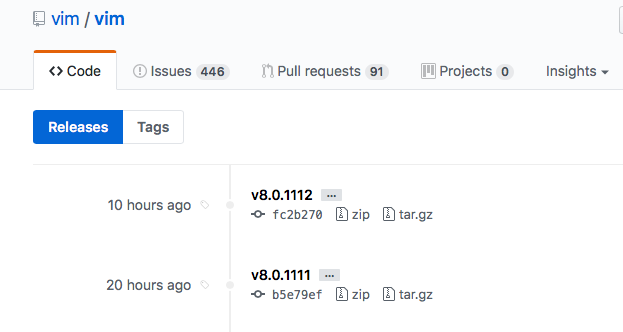 vim / vim
Code Issues 446 Pull requests 91 Projects 0 Insights
Releases Tags
v8.0.1112 ...
10 hours ago
fc2b270 zip tar.gz
v8.0.1111 ...
20 hours ago
b5e79ef zip tar.gz